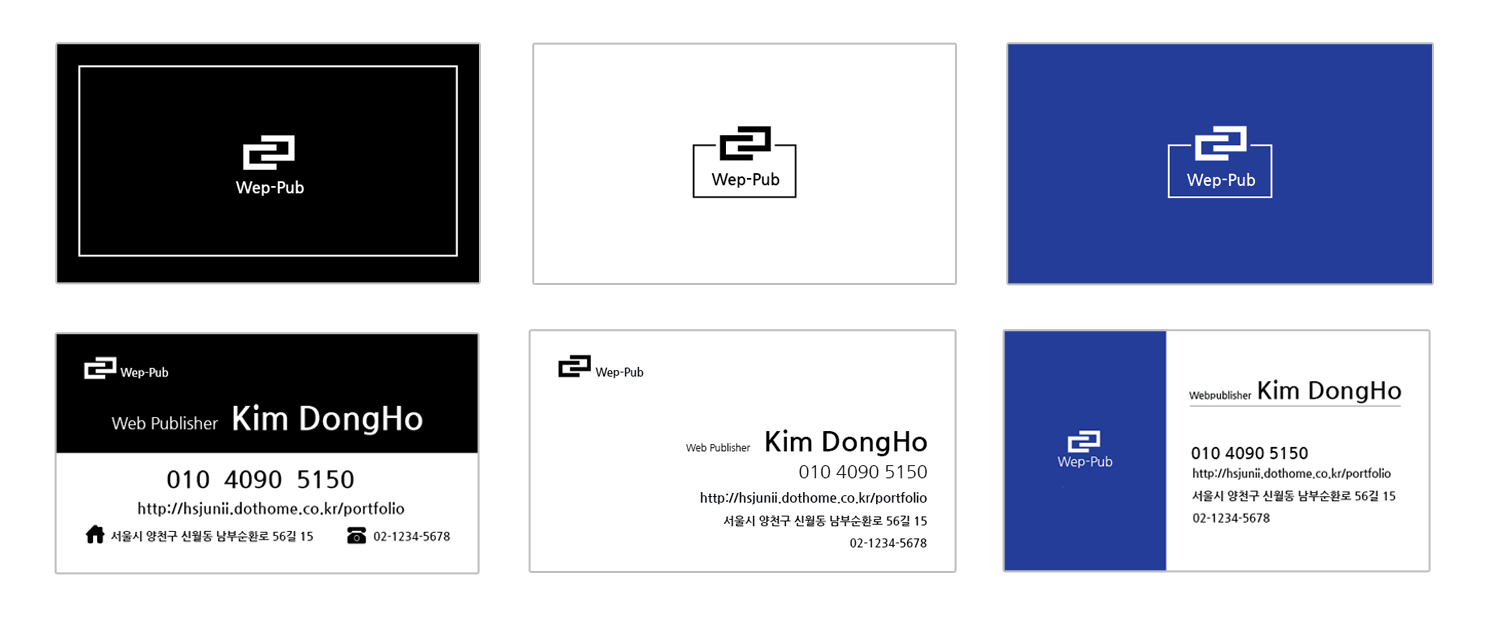 Wep-Pub
Wep-Pub
Wep-Pub
Wep-Pub
Web Publisher Kim DongHo
010 4090 5150
http://hsjunii.dothome.co.kr/portfolio
서울시 양천구 신월동 남부순환로 56길 15 02-1234-5678
Wep-Pub
Web Publisher Kim DongHo
010 4090 5150
http://hsjunii.dothome.co.kr/portfolio
서울시 양천구 신월동 남부순환로 56길 15
02-1234-5678
Wep-Pub
Webpublisher Kim DongHo
010 4090 5150
http://hsjunii.dothome.co.kr/portfolio
서울시 양천구 신월동 남부순환로 56길 15
02-1234-5678